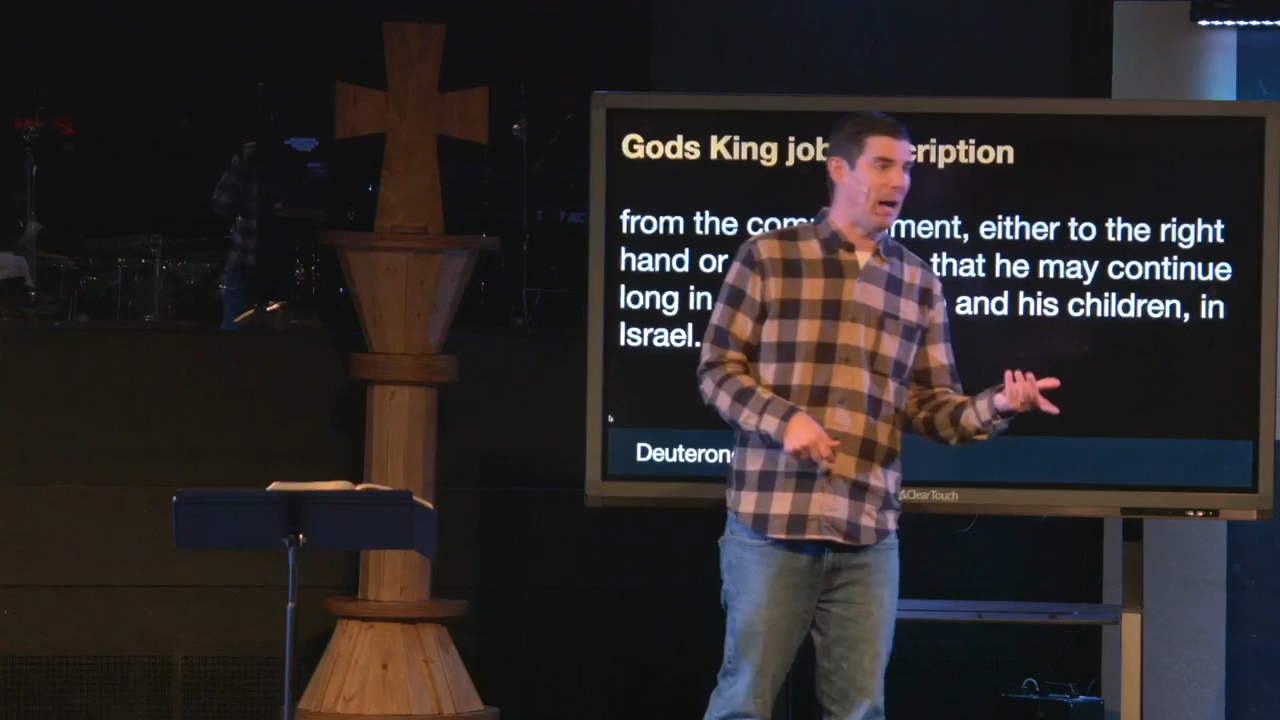 Gods King job cription
from the com ment, either to the right
hand or that he may continue
long in and his children, in
Israel.
Deuteron
ClearTouch